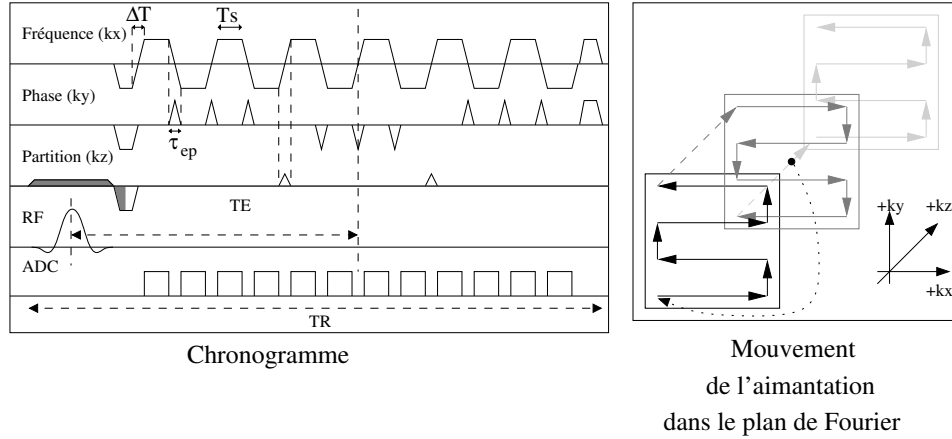 ΔT
Ts
Fréquence (kx)
Phase (ky)
τep
Partition (kz)
TE
RF
ADC
TR
Chronogramme
+ky
+kz
+kx
Mouvement
de l'aimantation
dans le plan de Fourier